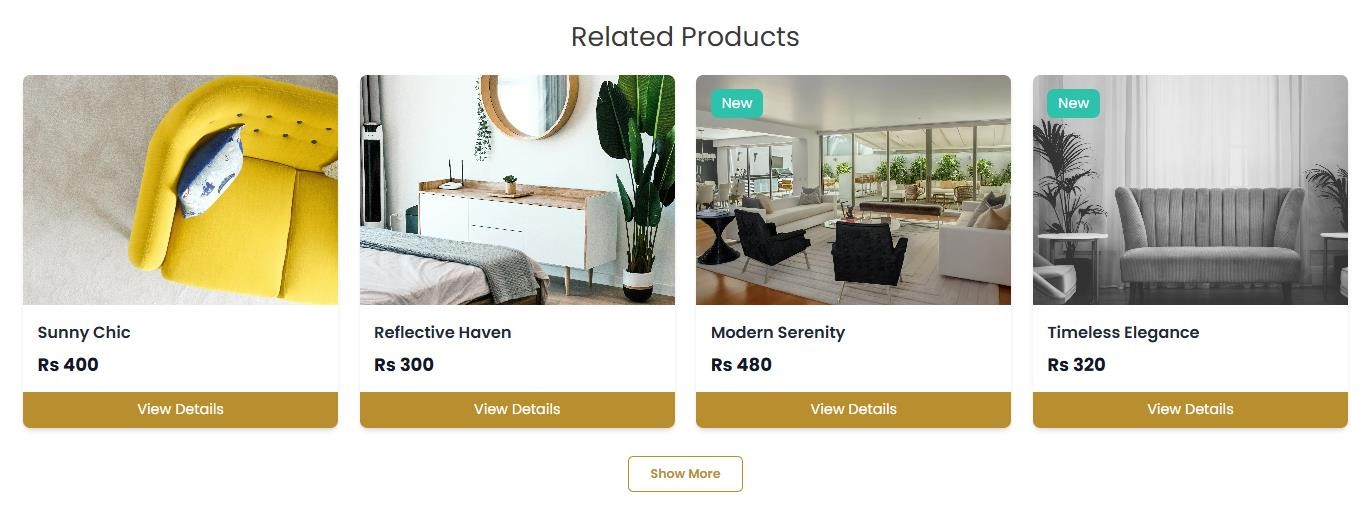 Related Products
New
New
Sunny Chic
Reflective Haven
Modern Serenity
Timeless Elegance
Rs 400
Rs 300
Rs 480
Rs 320
View Details
View Details
View Details
View Details
Show More